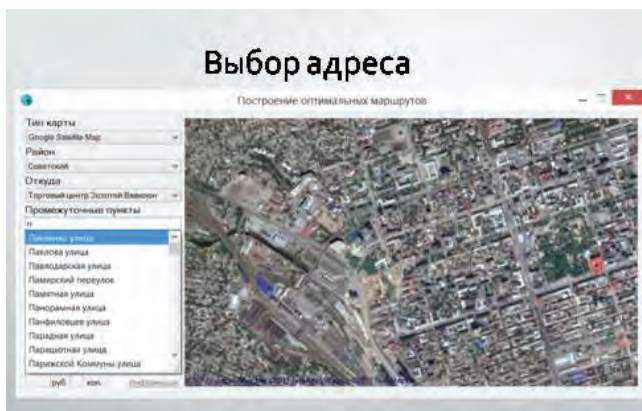 Выбор адреса
Построение оптимальных маршрутов
Тип карты
Google Satellite Map
Район
Советский
Откуда
Торговый центр Золотой Вавилон
Промежуточные пункты
п
Павленко улица
Павлова улица
Павлодарская улица
Памирский переулок
Памятная улица
Панорамная улица
Панфиловцев улица
Парадная улица
Парашютная улица
Парижской Коммуны улица
руб коп